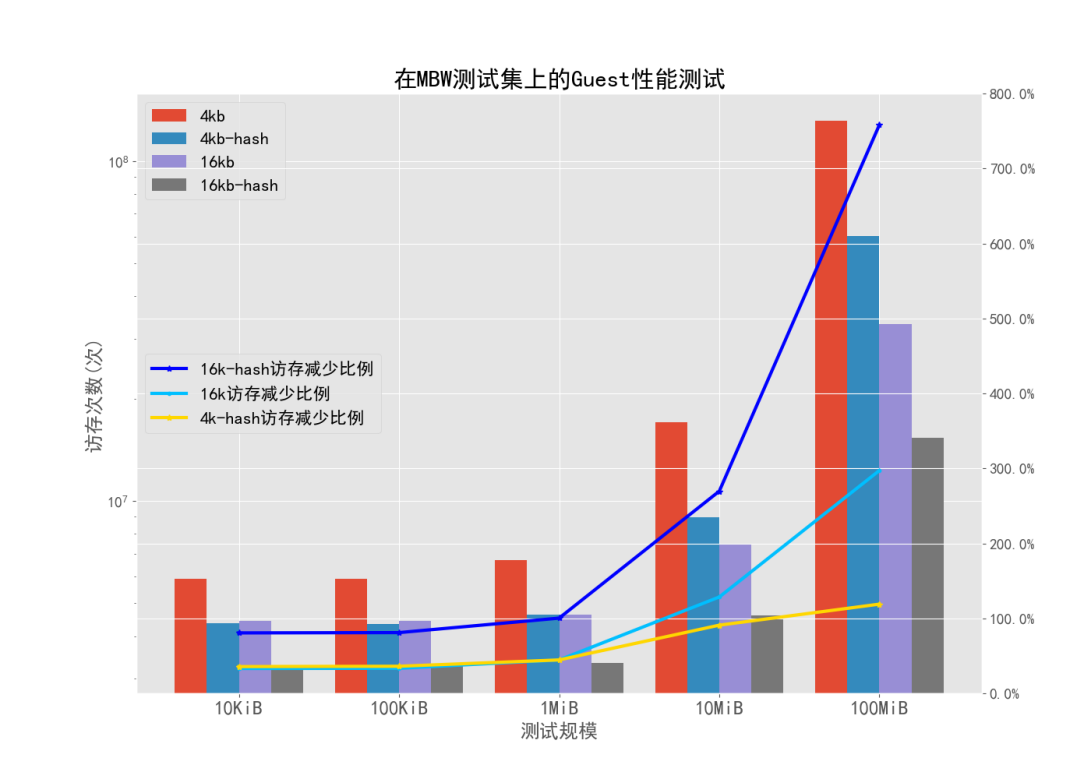 在MBW测试集上的Guest性能测试
4kb
4kb-hash
16kb
16kb-hash
16k-hash访存减少比例
16k访存减少比例
4k-hash访存减少比例
访存次数(次)
10⁸
10⁷
800.0%
700.0%
600.0%
500.0%
400.0%
300.0%
200.0%
100.0%
0.0%
10KiB 100KiB 1MiB 10MiB 100MiB
测试规模